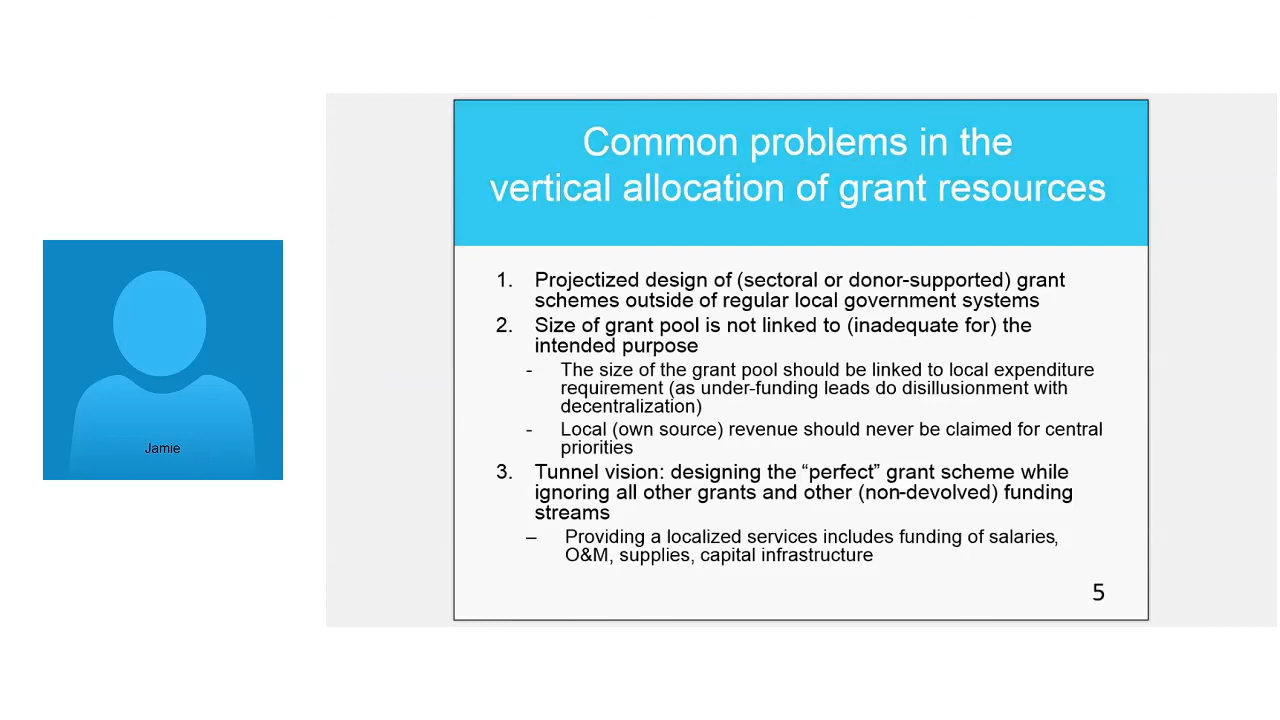 Common problems in the
vertical allocation of grant resources
1. Projectized design of (sectoral or donor-supported) grant
schemes outside of regular local government systems
2. Size of grant pool is not linked to (inadequate for) the
intended purpose
- The size of the grant pool should be linked to local expenditure
requirement (as under-funding leads do disillusionment with
decentralization)
- Local (own source) revenue should never be claimed for central
priorities
3. Tunnel vision: designing the “perfect” grant scheme while
ignoring all other grants and other (non-devolved) funding
streams
– Providing a localized services includes funding of salaries,
O&M, supplies, capital infrastructure
5
Jamie